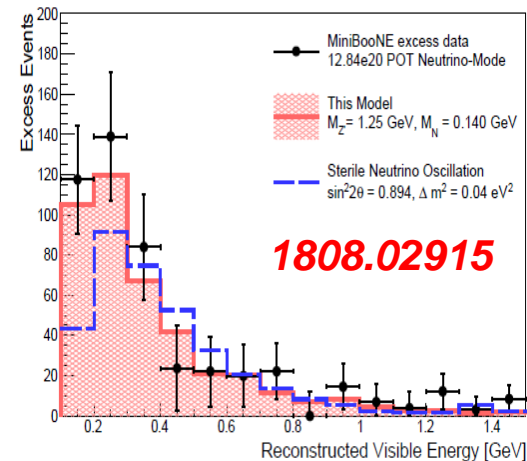 Excess Events
200
180
160
140
120
100
80
60
40
20
0
MiniBooNE excess data
12.84e20 POT Neutrino-Mode
This Model
M_Z' = 1.25 GeV, M_N = 0.140 GeV
Sterile Neutrino Oscillation
sin²2θ = 0.894, Δ m² = 0.04 eV²
1808.02915
0.2 0.4 0.6 0.8 1 1.2 1.4
Reconstructed Visible Energy [GeV]